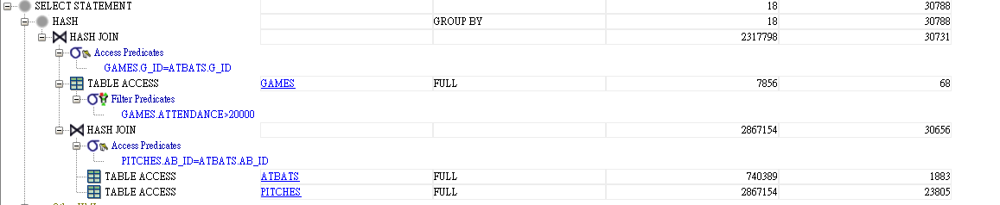 SELECT STATEMENT 18 30788
HASH GROUP BY 18 30788
HASH JOIN 2317798 30731
Access Predicates
GAMES.G_ID=ATBATS.G_ID
TABLE ACCESS GAMES FULL 7856 68
Filter Predicates
GAMES.ATTENDANCE>20000
HASH JOIN 2867154 30656
Access Predicates
PITCHES.AB_ID=ATBATS.AB_ID
TABLE ACCESS ATBATS FULL 740389 1883
TABLE ACCESS PITCHES FULL 2867154 23805